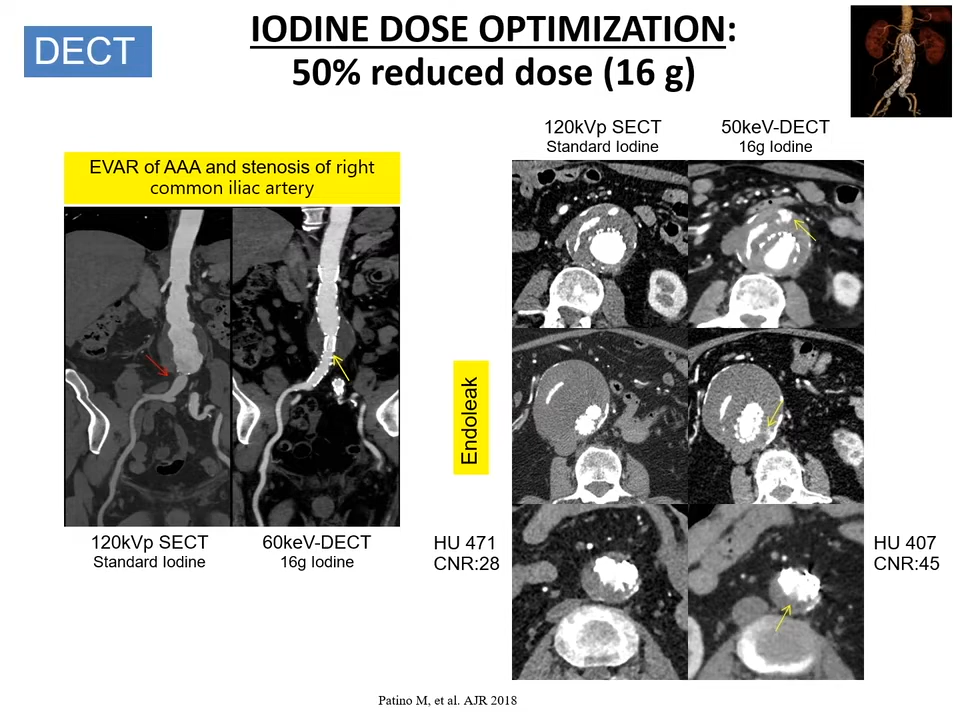 DECT
IODINE DOSE OPTIMIZATION:
50% reduced dose (16 g)
EVAR of AAA and stenosis of right
common iliac artery
120kVp SECT
Standard Iodine
60keV-DECT
16g Iodine
120kVp SECT
Standard Iodine
50keV-DECT
16g Iodine
Endoleak
HU 471
CNR:28
HU 407
CNR:45
Patino M, et al. AJR 2018